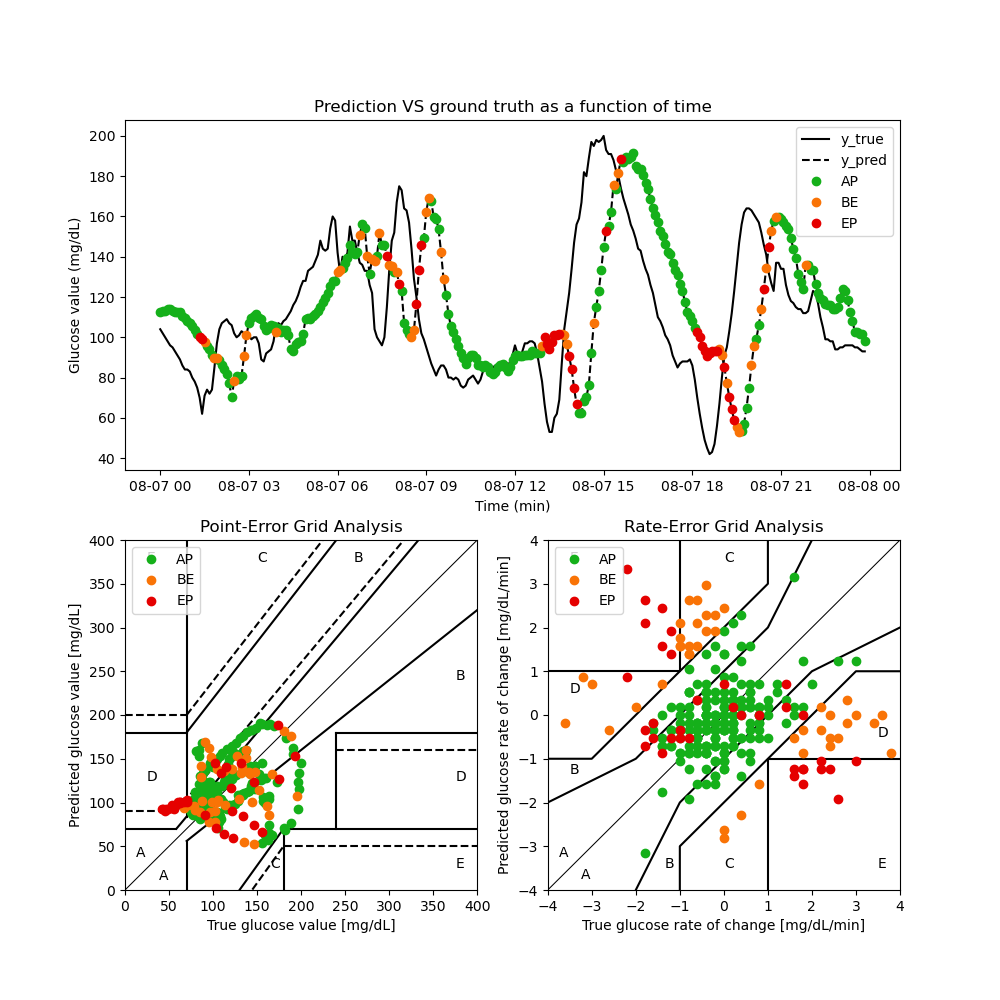 Prediction VS ground truth as a function of time
Glucose value (mg/dL)
200
180
160
140
120
100
80
60
40
y_true
y_pred
AP
BE
EP
08-07 00 08-07 03 08-07 06 08-07 09 08-07 12 08-07 15 08-07 18 08-07 21 08-08 00
Time (min)
Point-Error Grid Analysis
Predicted glucose value [mg/dL]
400
350
300
250
200
150
100
50
0
AP
BE
EP
C
B
B
D
D
A
A
C
E
0 50 100 150 200 250 300 350 400
True glucose value [mg/dL]
Rate-Error Grid Analysis
Predicted glucose rate of change [mg/dL/min]
4
3
2
1
0
−1
−2
−3
−4
AP
BE
EP
C
D
D
B
A
A
B
C
E
−4 −3 −2 −1 0 1 2 3 4
True glucose rate of change [mg/dL/min]